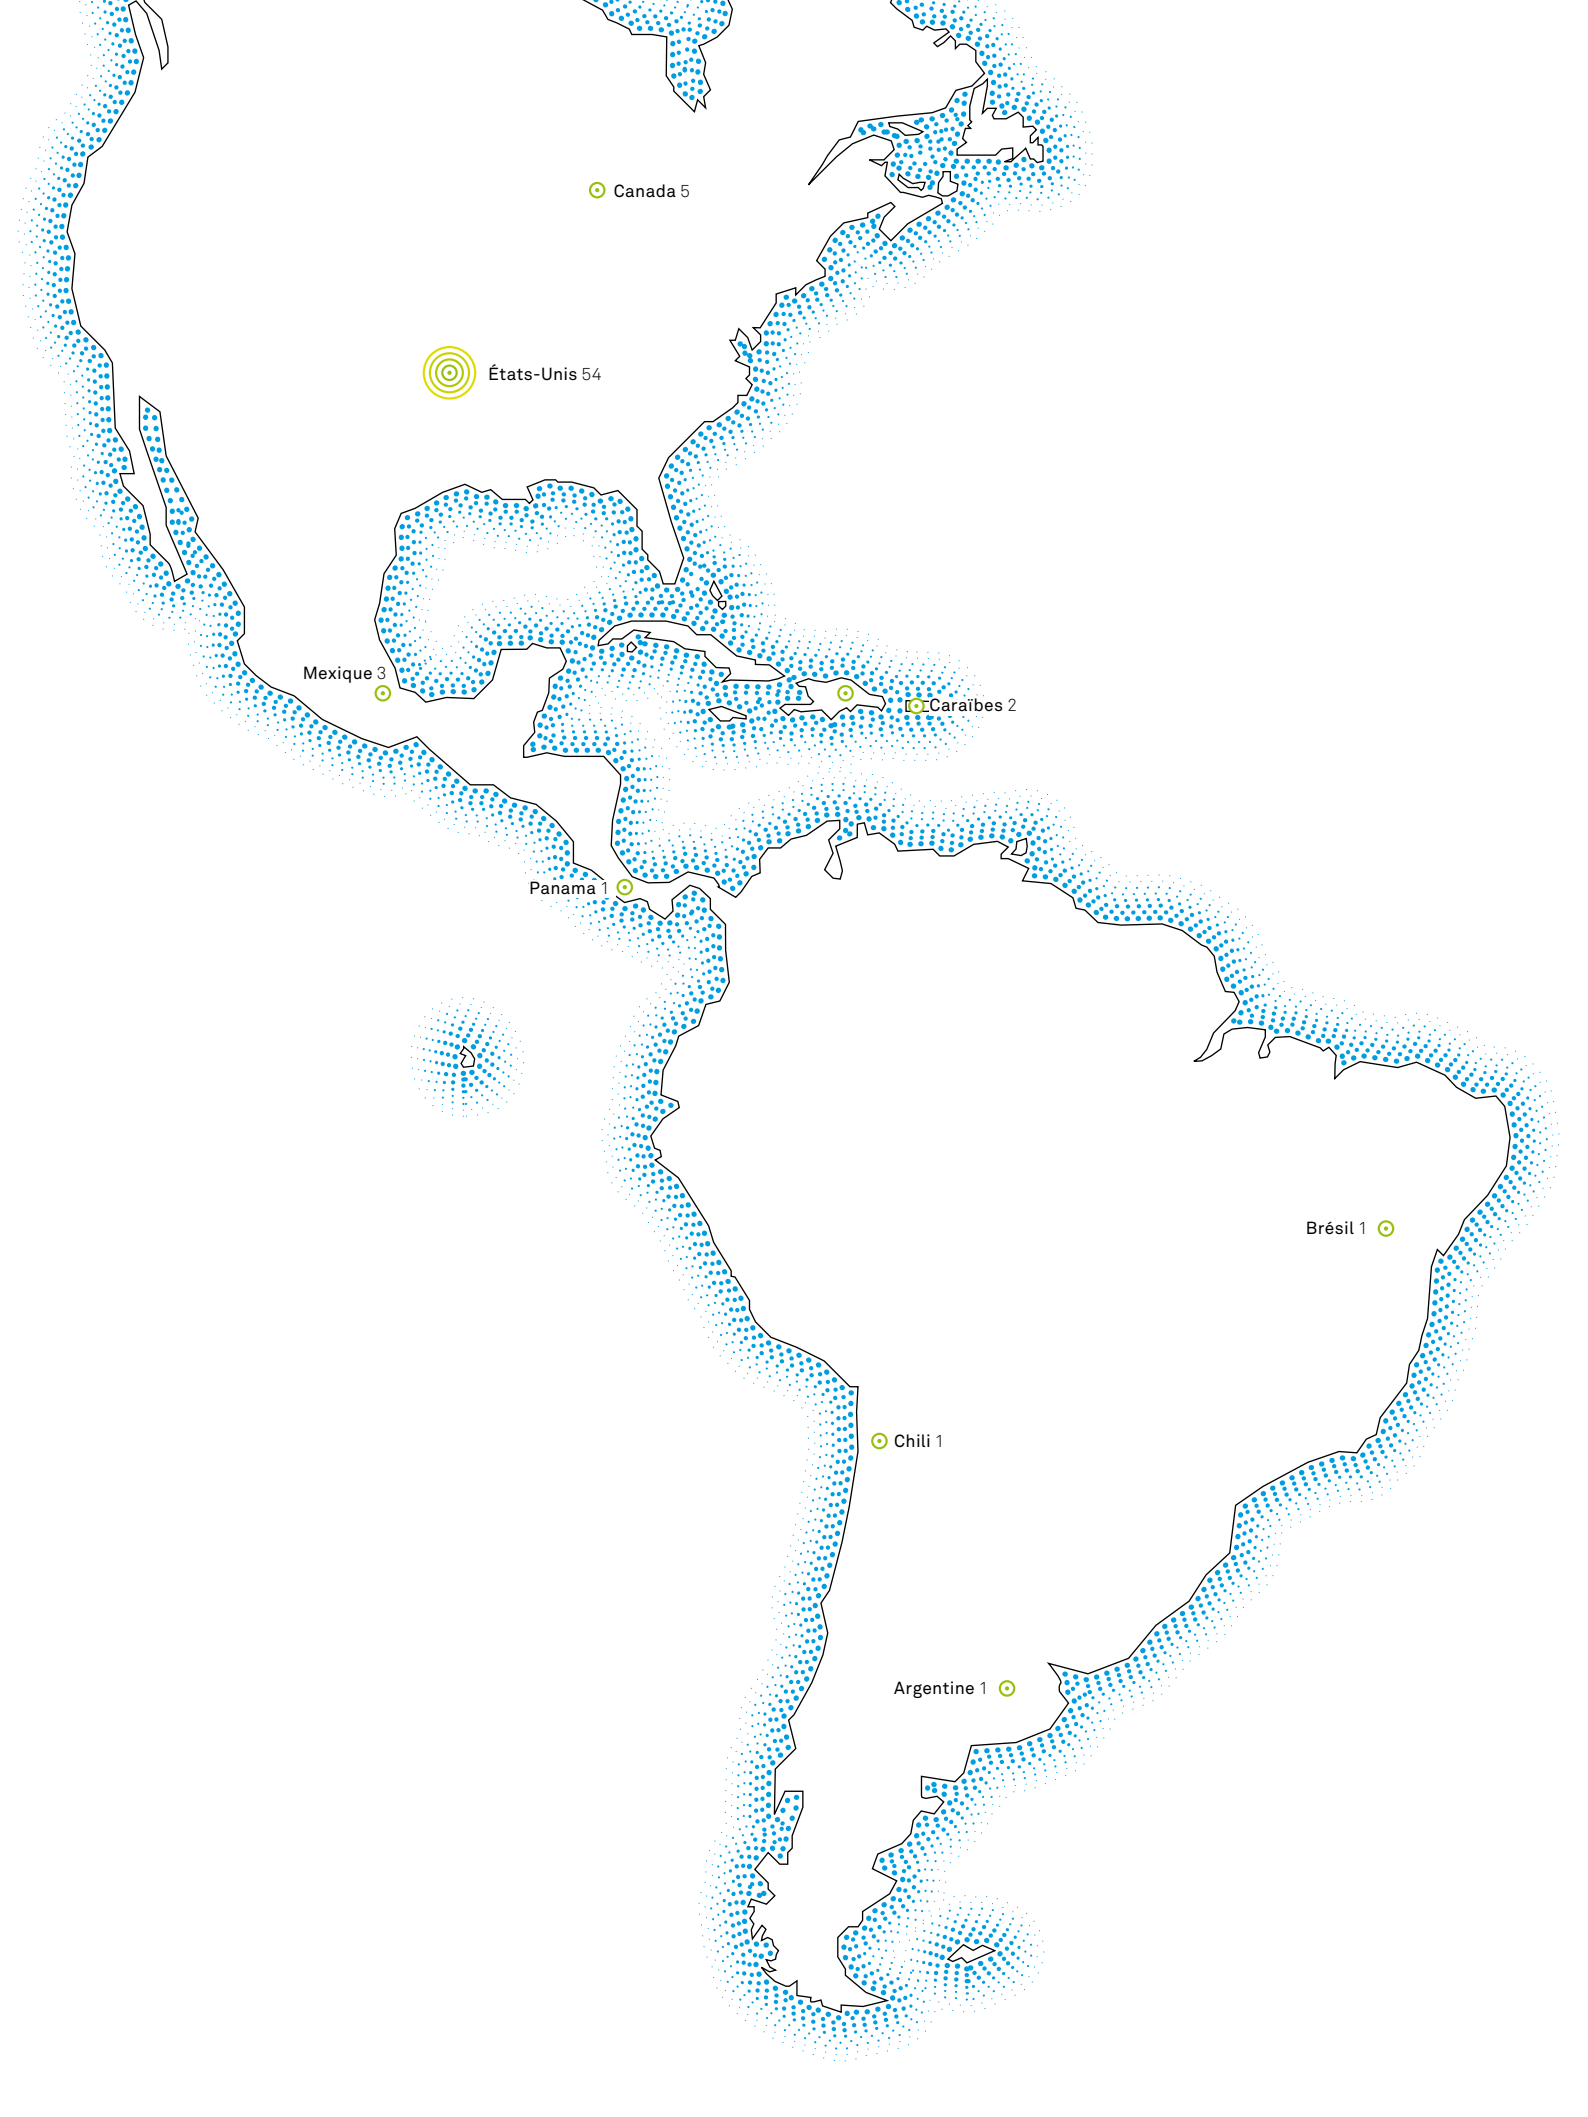 Canada 5
États-Unis 54
Mexique 3
Caraïbes 2
Panama 1
Brésil 1
Chili 1
Argentine 1